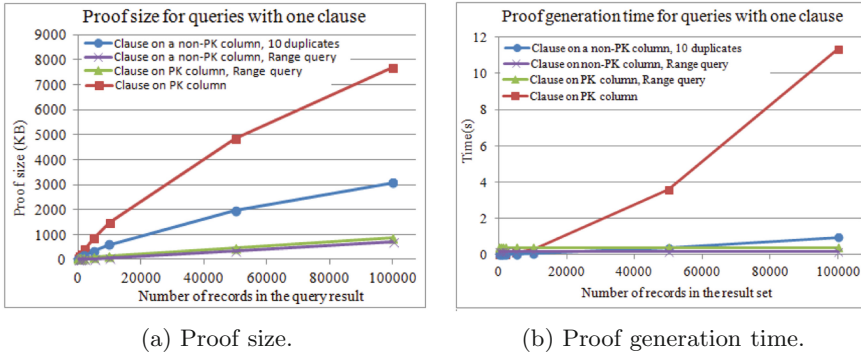 Proof size for queries with one clause
9000
8000
7000
6000
5000
4000
3000
2000
1000
0
Proof size (KB)
Clause on a non-PK column, 10 duplicates
Clause on a non-PK column, Range query
Clause on PK column, Range query
Clause on PK column
0 20000 40000 60000 80000 100000
Number of records in the query result
(a) Proof size.
Proof generation time for queries with one clause
12
10
8
6
4
2
0
Time(s)
Clause on a non-PK column, 10 duplicates
Clause on non-PK column, Range query
Clause on PK column, Range query
Clause on PK column
0 20000 40000 60000 80000 100000
Number of records in the result set
(b) Proof generation time.